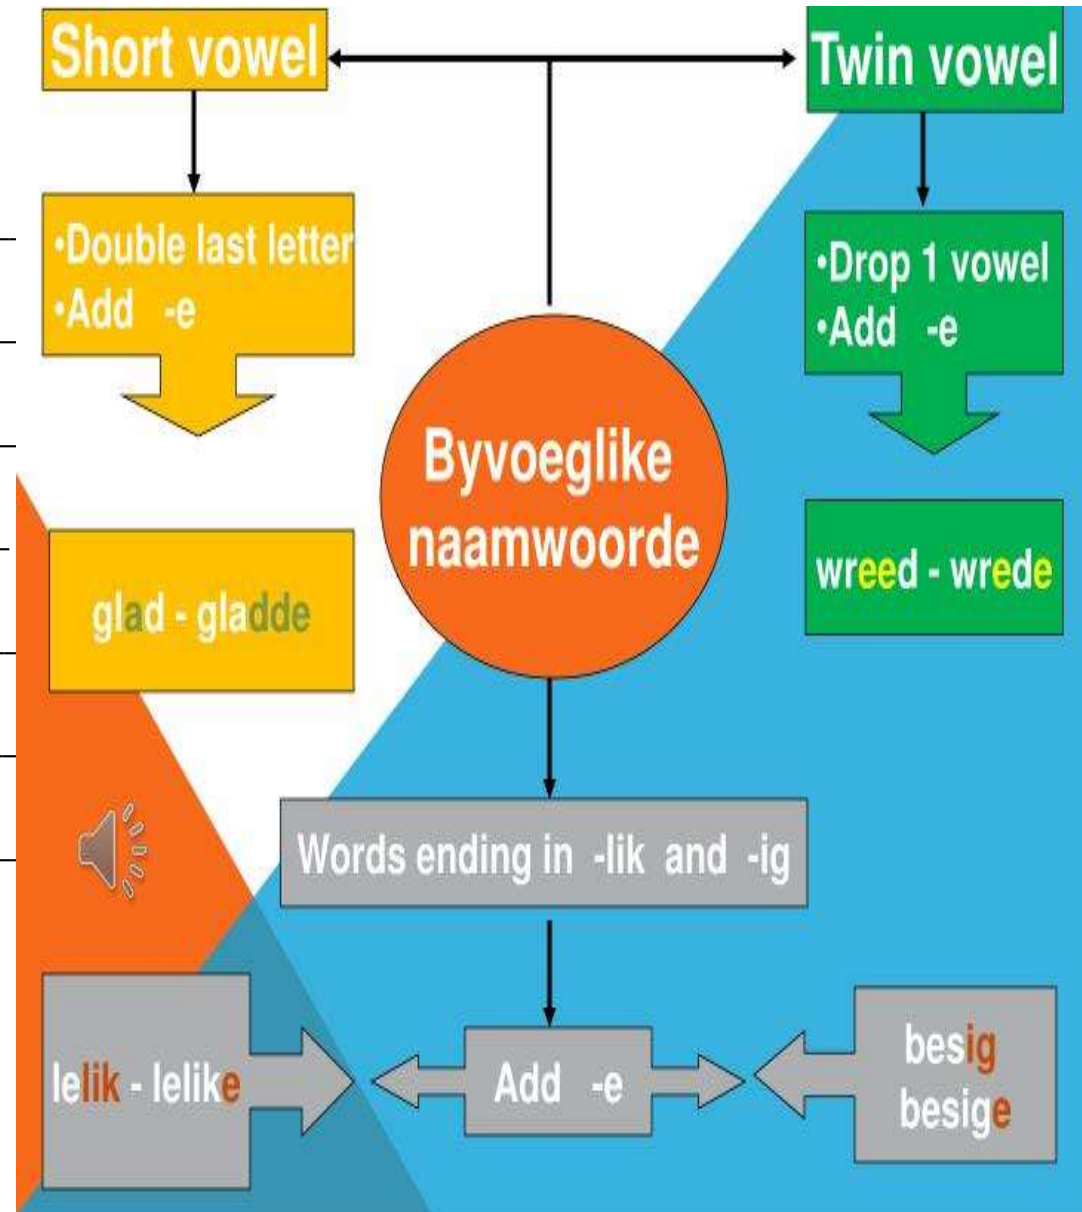 Short vowel
Twin vowel
•Double last letter
•Add -e
•Drop 1 vowel
•Add -e
Byvoeglike
naamwoorde
glad - gladde
wreed - wrede
Words ending in -lik and -ig
lelik - lelike
Add -e
besig
besige